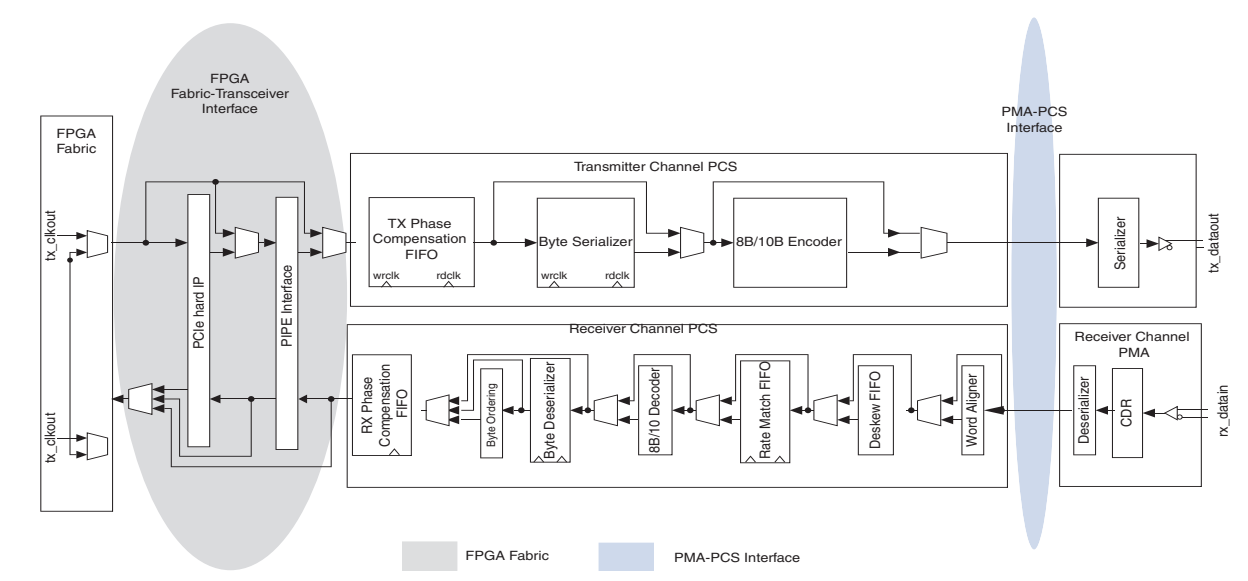 FPGA
Fabric-Transceiver
Interface
FPGA
Fabric
PMA-PCS
Interface
Transmitter Channel PCS
tx_clkout
PCIe hard IP
PIPE Interface
TX Phase
Compensation
FIFO
wrclk
rdclk
Byte Serializer
wrclk
rdclk
8B/10B Encoder
Serializer
tx_dataout
Receiver Channel PCS
Receiver Channel
PMA
tx_clkout
RX Phase
Compensation
FIFO
Byte Ordering
Byte Deserializer
8B/10 Decoder
Rate Match FIFO
Deskew FIFO
Word Aligner
Deserializer
CDR
rx_datain
FPGA Fabric
PMA-PCS Interface